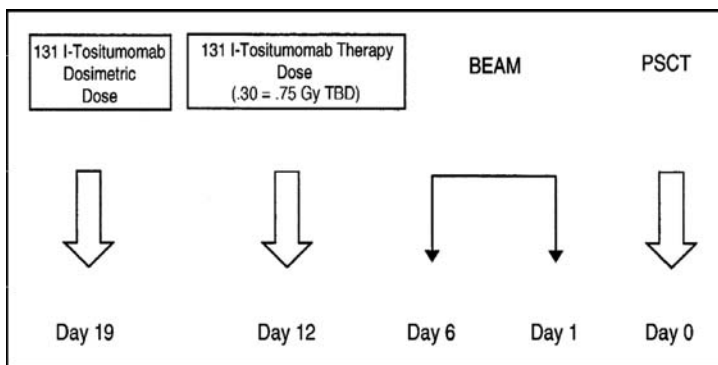 131 I-Tositumomab
Dosimetric
Dose
131 I-Tositumomab Therapy
Dose
(.30 = .75 Gy TBD)
BEAM
PSCT
Day 19
Day 12
Day 6
Day 1
Day 0